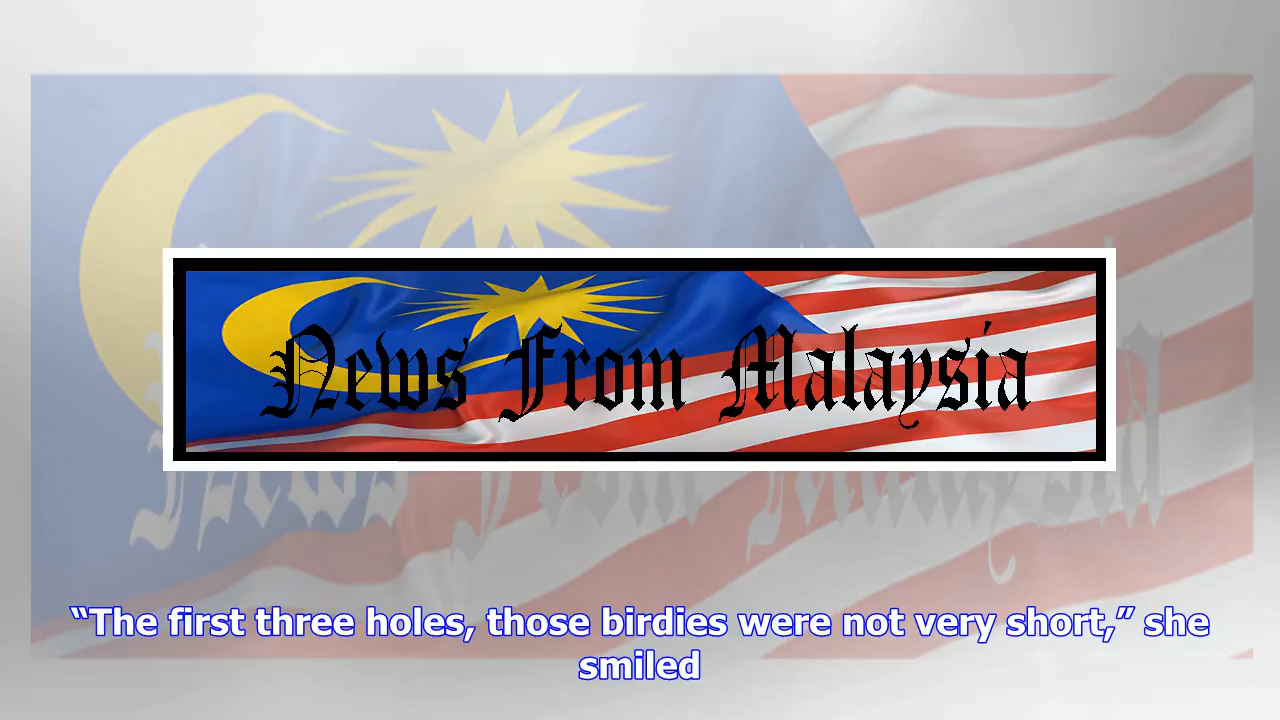 News From Malaysia
“The first three holes, those birdies were not very short,” she
smiled